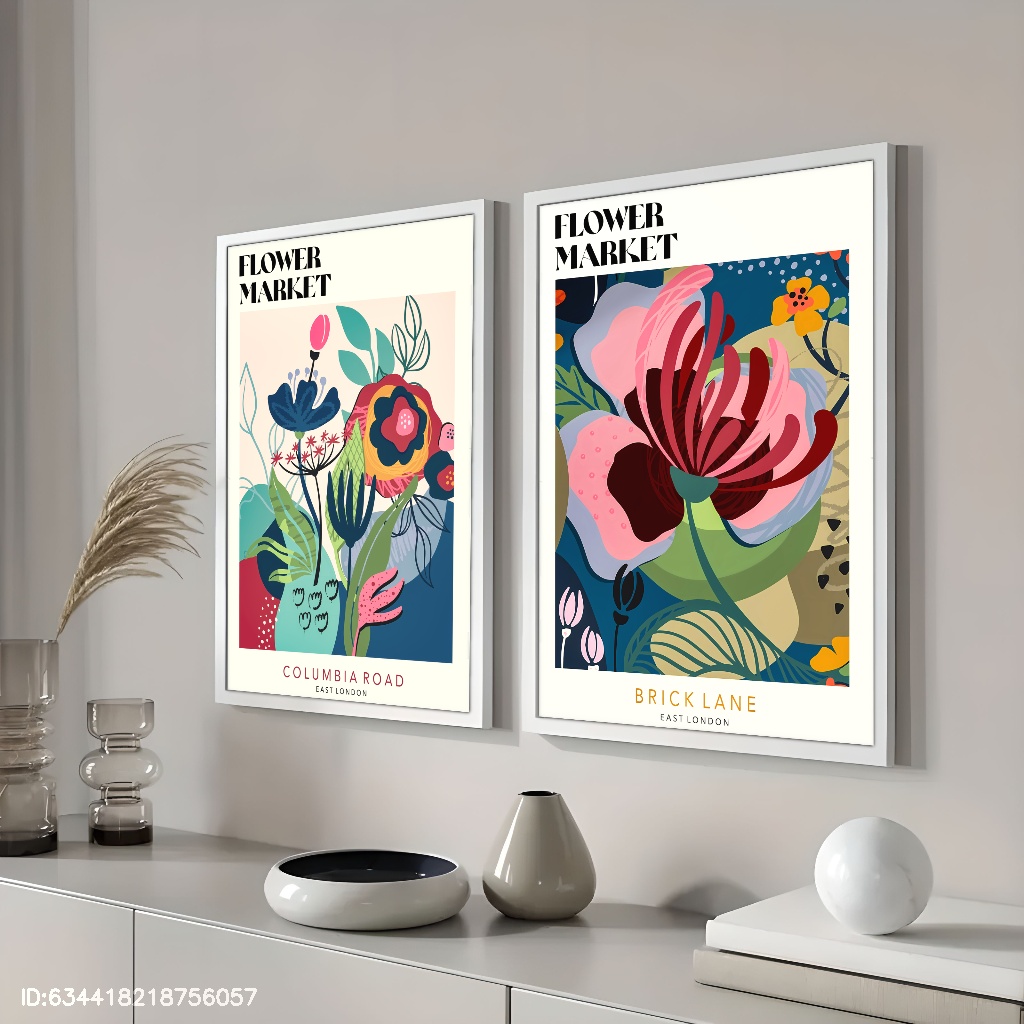 FLOWER
MARKET
COLUMBIA ROAD
EAST LONDON
FLOWER
MARKET
BRICK LANE
EAST LONDON
ID:634418218756057